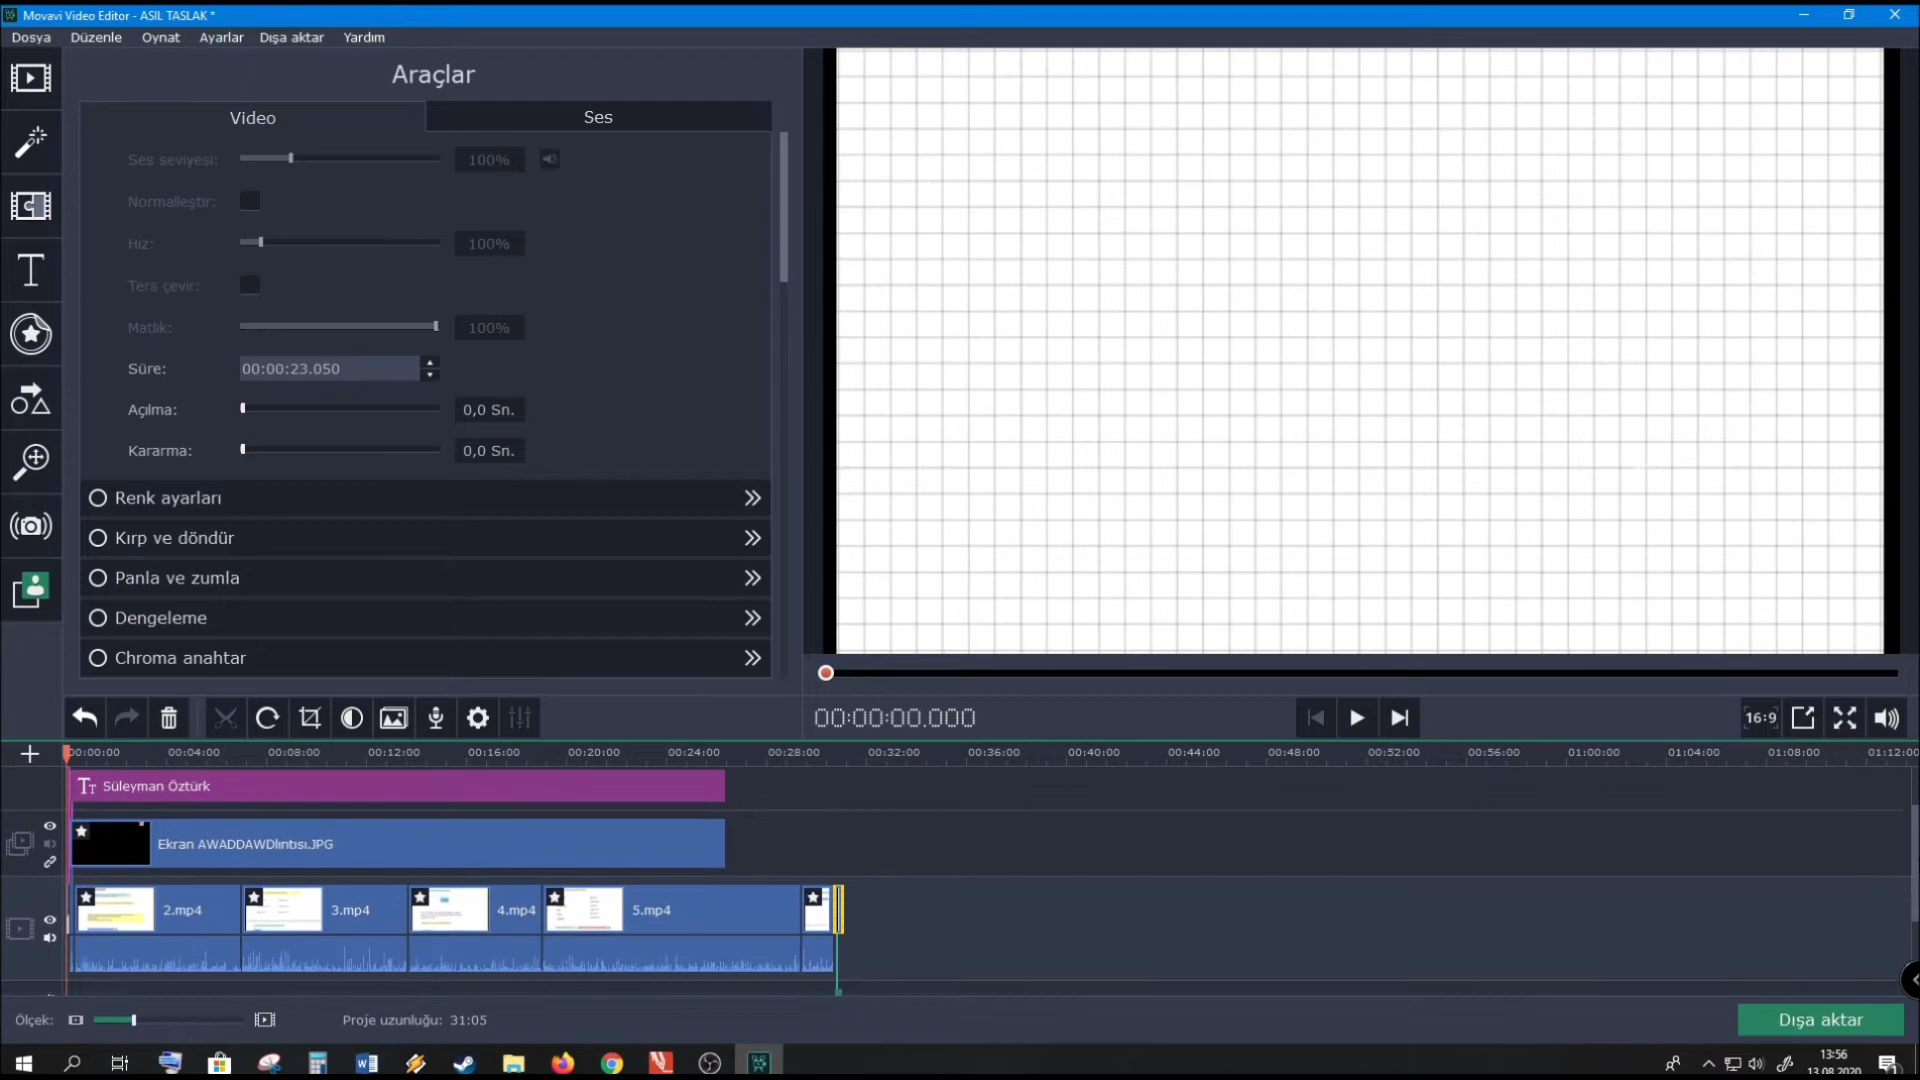 Movavi Video Editor - ASIL TASLAK *
Dosya Düzenle Oynat Ayarlar Dışa aktar Yardım
Araçlar
Video Ses
Ses seviyesi: 100%
Normalleştir:
Hız: 100%
Ters çevir:
Matlık: 100%
Süre: 00:00:23.050
Açılma: 0,0 Sn.
Kararma: 0,0 Sn.
Renk ayarları
Kırp ve döndür
Panla ve zumla
Dengeleme
Chroma anahtar
00:00:00.000
16:9
00:00:00 00:04:00 00:08:00 00:12:00 00:16:00 00:20:00 00:24:00 00:28:00 00:32:00 00:36:00 00:40:00 00:44:00 00:48:00 00:52:00 00:56:00 01:00:00 01:04:00 01:08:00 01:12:00
Süleyman Öztürk
Ekran AWADDAWDlıntısı.JPG
2.mp4 3.mp4 4.mp4 5.mp4
Ölçek: Proje uzunluğu: 31:05
Dışa aktar
13:56
13.08.2020